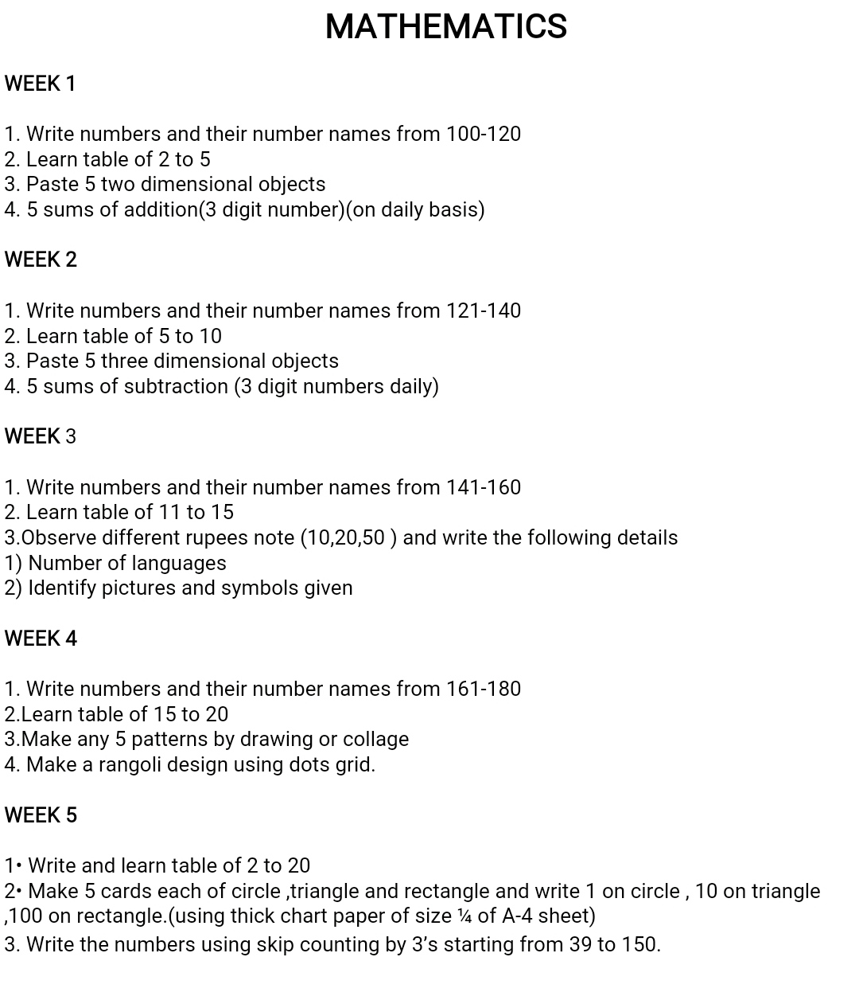 MATHEMATICS
WEEK 1
1. Write numbers and their number names from 100-120
2. Learn table of 2 to 5
3. Paste 5 two dimensional objects
4. 5 sums of addition(3 digit number)(on daily basis)
WEEK 2
1. Write numbers and their number names from 121-140
2. Learn table of 5 to 10
3. Paste 5 three dimensional objects
4. 5 sums of subtraction (3 digit numbers daily)
WEEK 3
1. Write numbers and their number names from 141-160
2. Learn table of 11 to 15
3.Observe different rupees note (10,20,50 ) and write the following details
1) Number of languages
2) Identify pictures and symbols given
WEEK 4
1. Write numbers and their number names from 161-180
2.Learn table of 15 to 20
3.Make any 5 patterns by drawing or collage
4. Make a rangoli design using dots grid.
WEEK 5
1• Write and learn table of 2 to 20
2• Make 5 cards each of circle ,triangle and rectangle and write 1 on circle , 10 on triangle
,100 on rectangle.(using thick chart paper of size ¼ of A-4 sheet)
3. Write the numbers using skip counting by 3’s starting from 39 to 150.